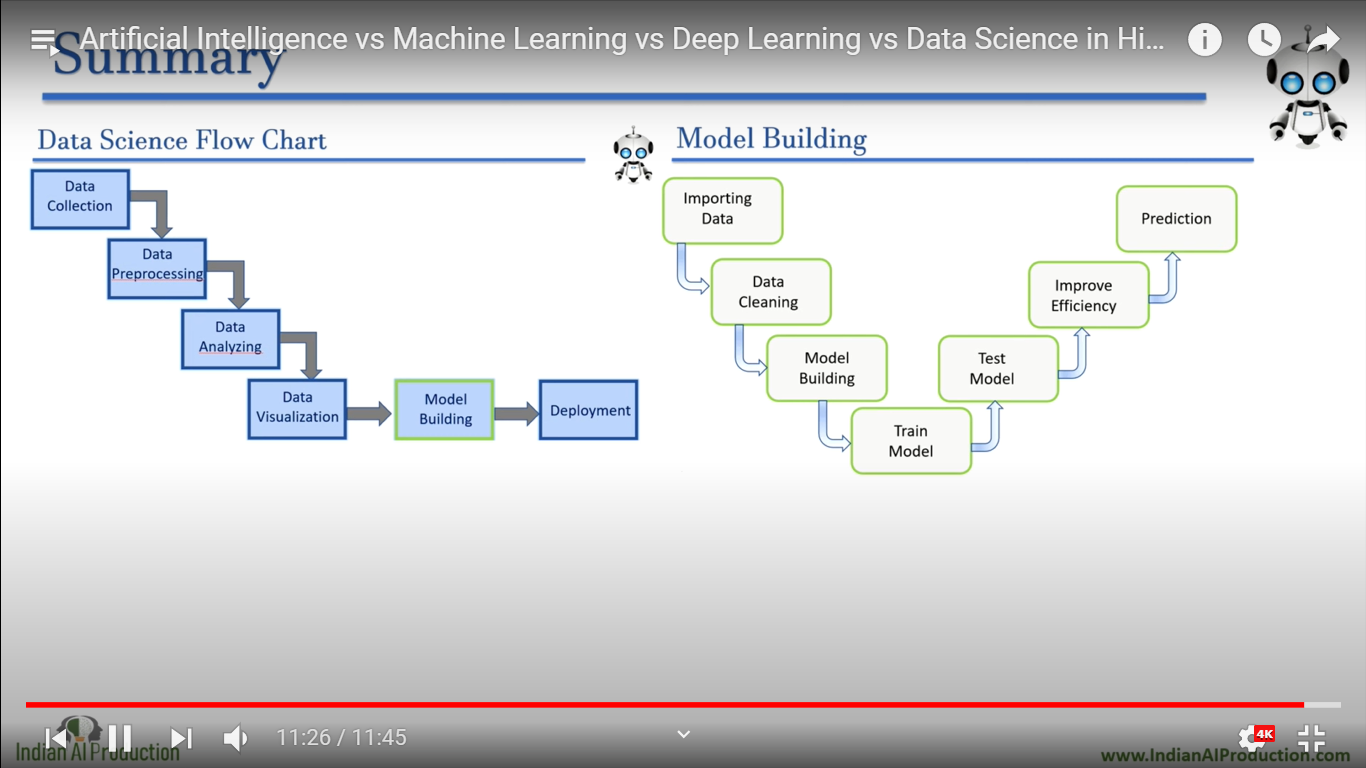 Artificial Intelligence vs Machine Learning vs Deep Learning vs Data Science in Hi...
Summary
Data Science Flow Chart
Data
Collection
Data
Preprocessing
Data
Analyzing
Data
Visualization
Model
Building
Deployment
Model Building
Importing
Data
Data
Cleaning
Model
Building
Train
Model
Test
Model
Improve
Efficiency
Prediction
11:26 / 11:45
4K
Indian AI Production
www.IndianAIProduction.com